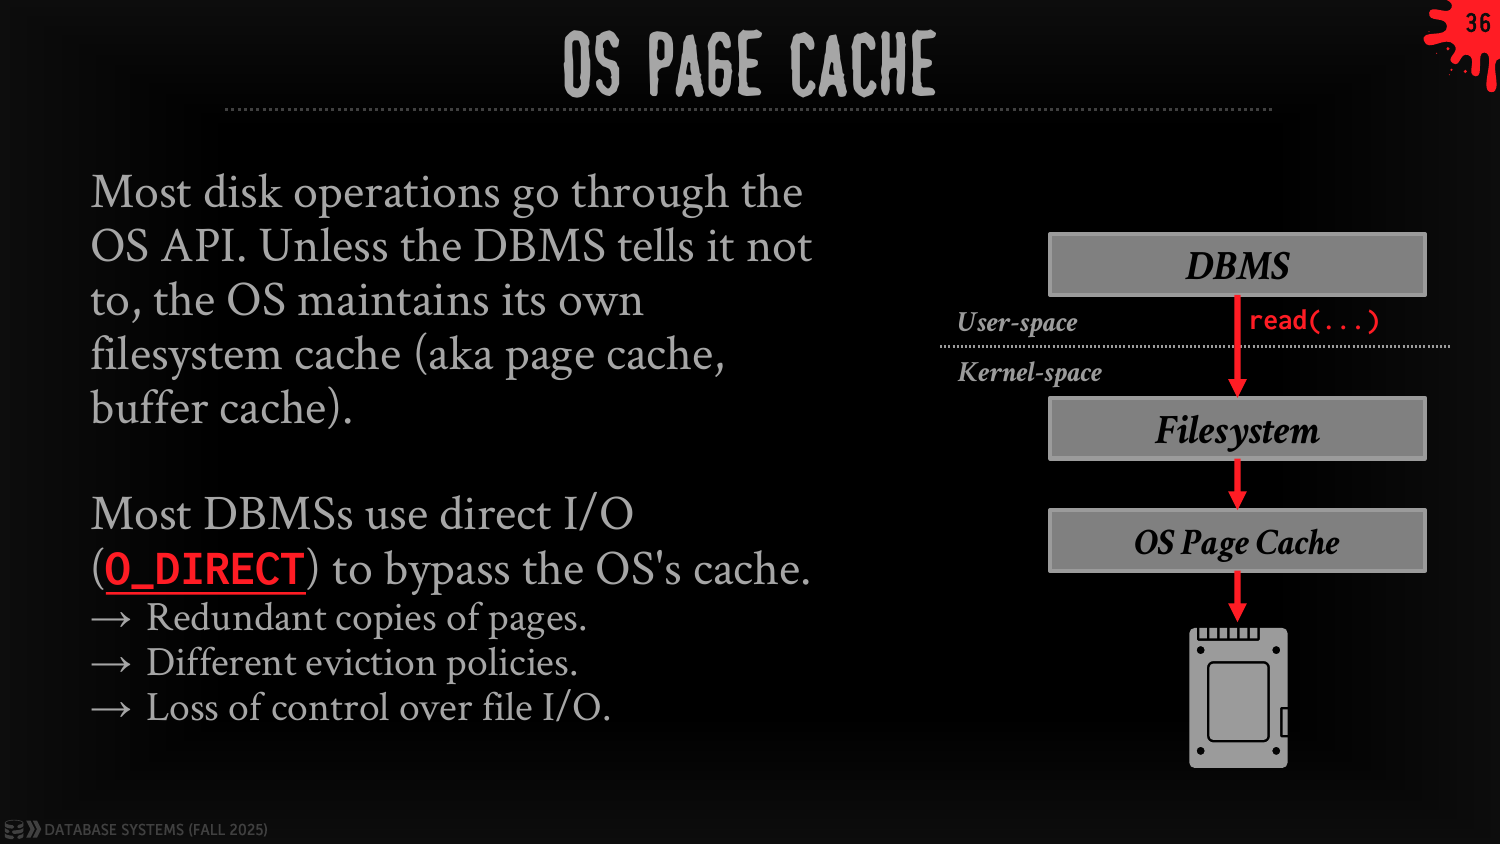 36
OS PAGE CACHE
Most disk operations go through the
OS API. Unless the DBMS tells it not
to, the OS maintains its own
filesystem cache (aka page cache,
buffer cache).
Most DBMSs use direct I/O
(O_DIRECT) to bypass the OS's cache.
→ Redundant copies of pages.
→ Different eviction policies.
→ Loss of control over file I/O.
DBMS
User-space
read(...)
Kernel-space
Filesystem
OS Page Cache
DATABASE SYSTEMS (FALL 2025)